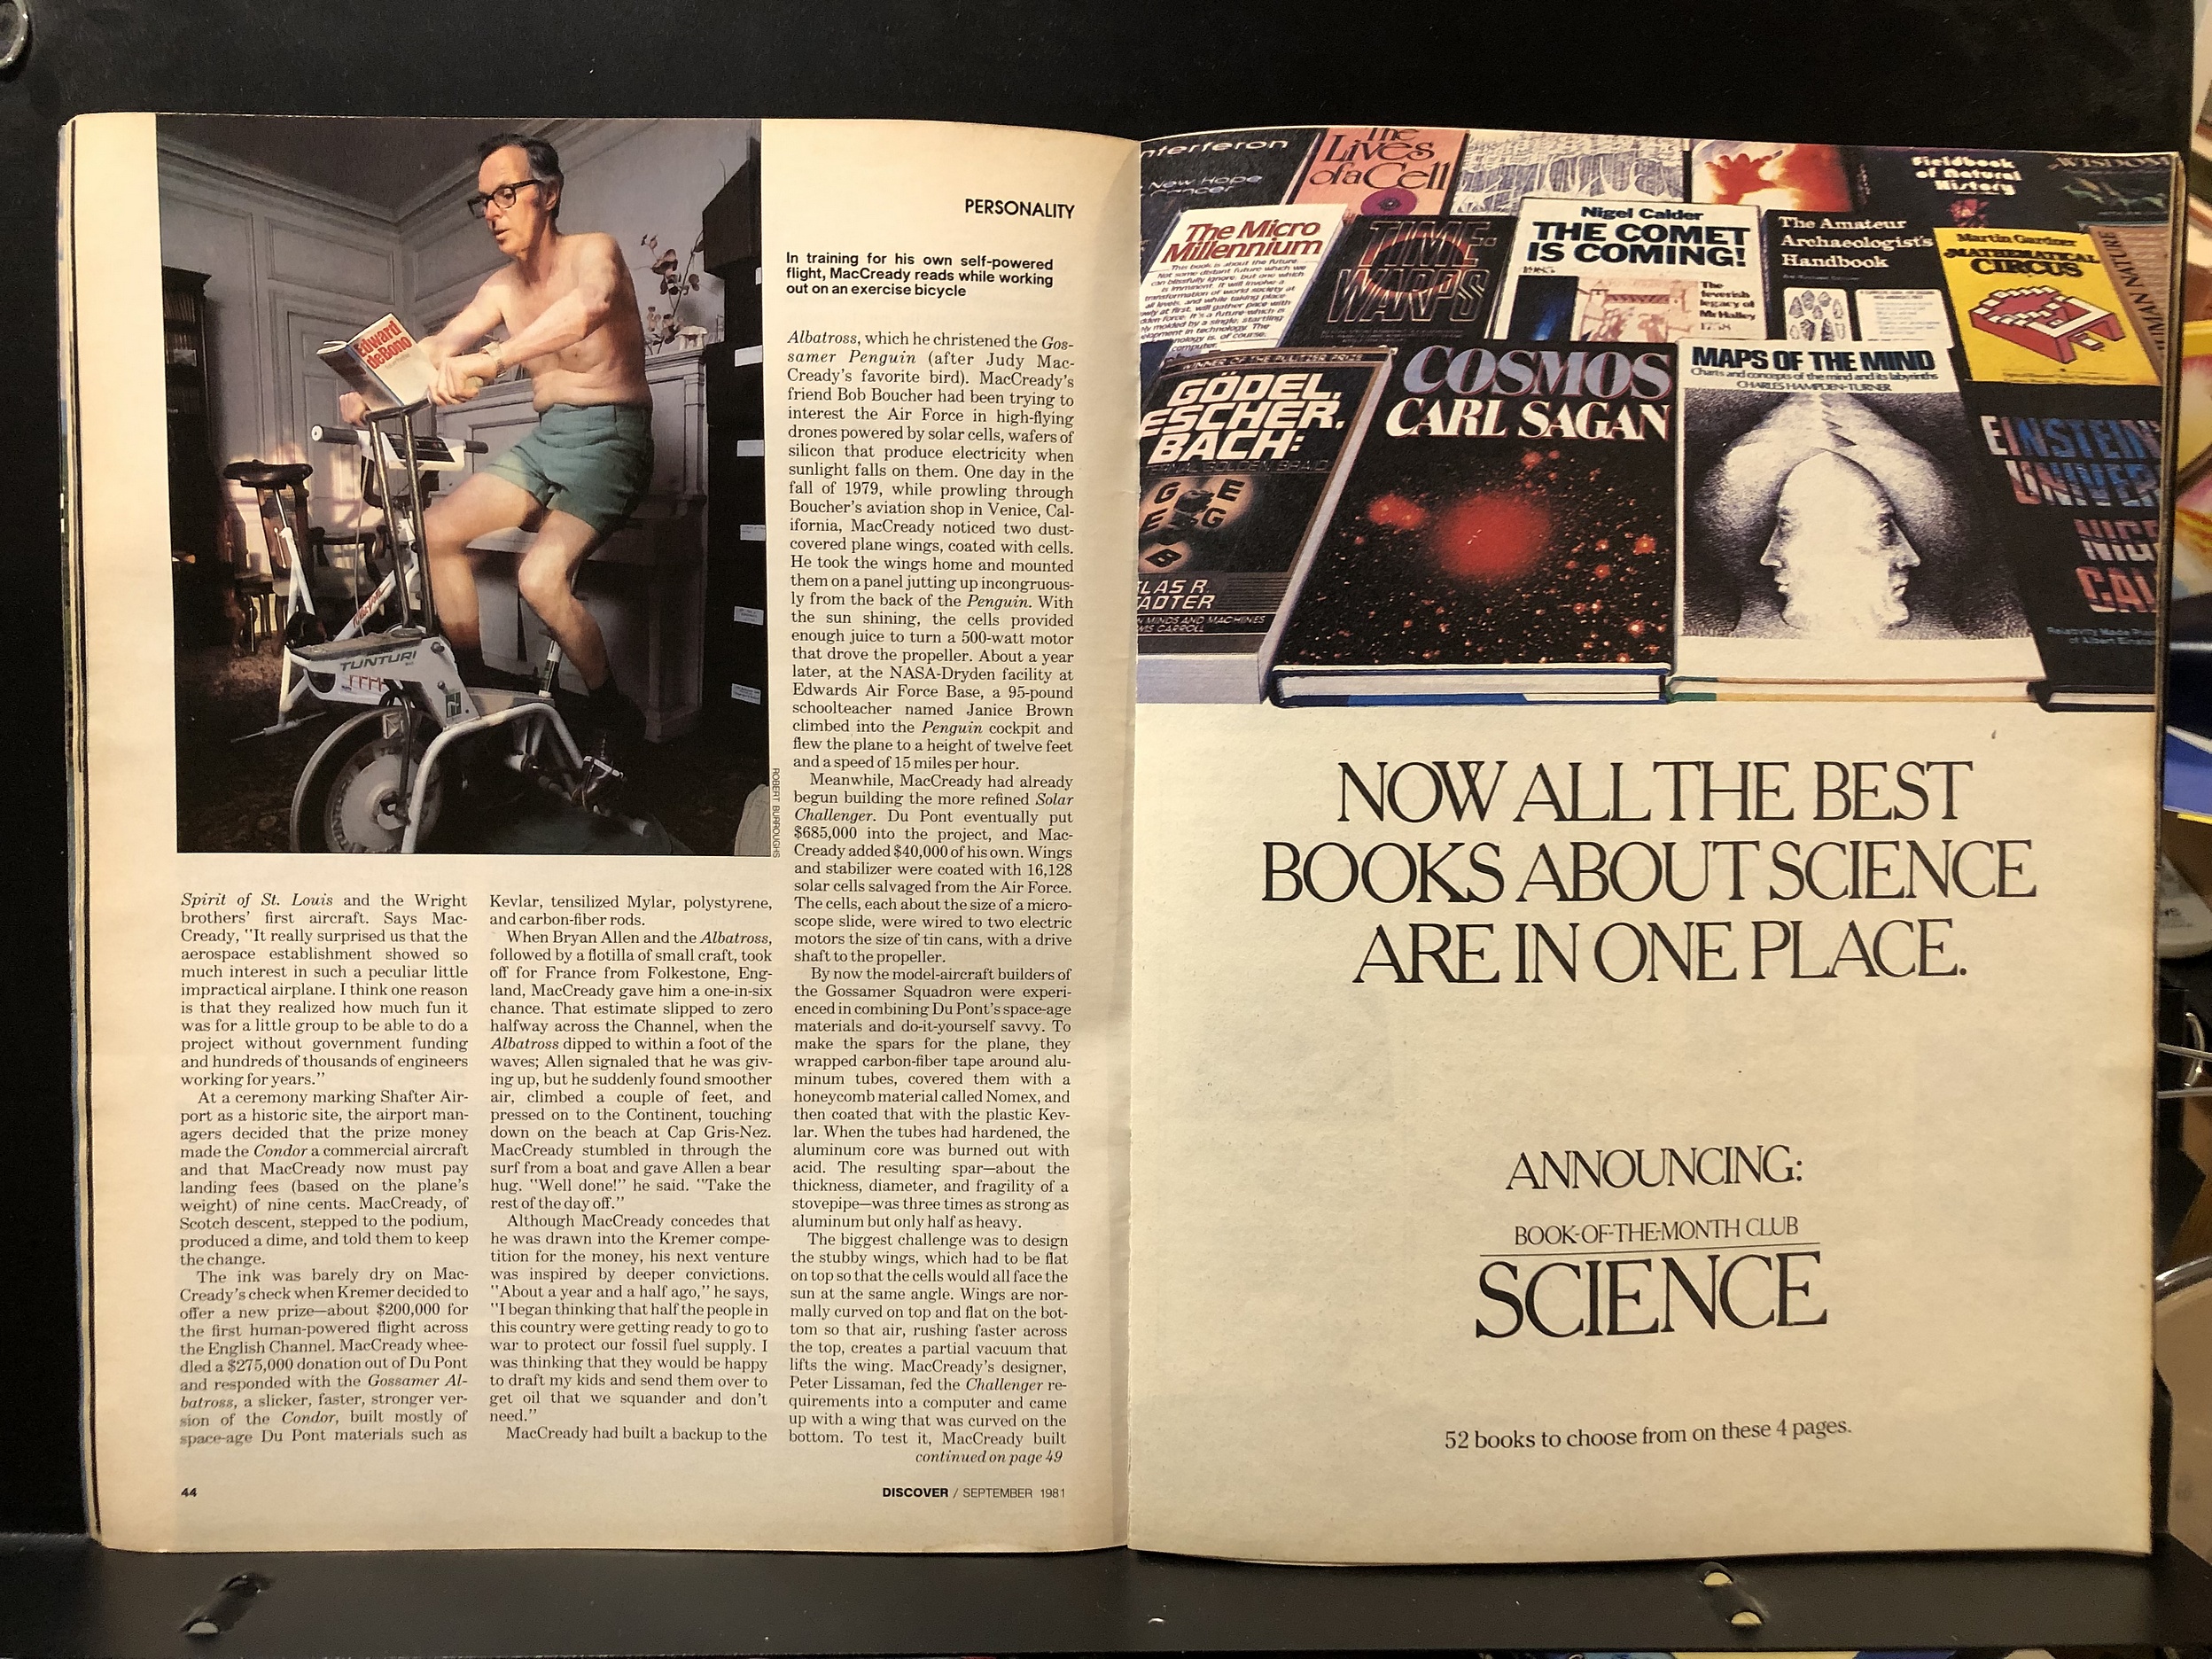 Edward
deBono
TUNTURI
ROBERT BURROUGHS
PERSONALITY
In training for his own self-powered
flight, MacCready reads while working
out on an exercise bicycle
Spirit of St. Louis and the Wright
brothers' first aircraft. Says Mac-
Cready, "It really surprised us that the
aerospace establishment showed so
much interest in such a peculiar little
impractical airplane. I think one reason
is that they realized how much fun it
was for a little group to be able to do a
project without government funding
and hundreds of thousands of engineers
working for years."
At a ceremony marking Shafter Air-
port as a historic site, the airport man-
agers decided that the prize money
made the Condor a commercial aircraft
and that MacCready now must pay
landing fees (based on the plane's
weight) of nine cents. MacCready, of
Scotch descent, stepped to the podium,
produced a dime, and told them to keep
the change.
The ink was barely dry on Mac-
Cready's check when Kremer decided to
offer a new prize—about $200,000 for
the first human-powered flight across
the English Channel. MacCready whee-
dled a $275,000 donation out of Du Pont
and responded with the Gossamer Al-
batross, a slicker, faster, stronger ver-
sion of the Condor, built mostly of
space-age Du Pont materials such as
Kevlar, tensilized Mylar, polystyrene,
and carbon-fiber rods.
When Bryan Allen and the Albatross,
followed by a flotilla of small craft, took
off for France from Folkestone, Eng-
land, MacCready gave him a one-in-six
chance. That estimate slipped to zero
halfway across the Channel, when the
Albatross dipped to within a foot of the
waves; Allen signaled that he was giv-
ing up, but he suddenly found smoother
air, climbed a couple of feet, and
pressed on to the Continent, touching
down on the beach at Cap Gris-Nez.
MacCready stumbled in through the
surf from a boat and gave Allen a bear
hug. "Well done!" he said. "Take the
rest of the day off."
Although MacCready concedes that
he was drawn into the Kremer compe-
tition for the money, his next venture
was inspired by deeper convictions.
"About a year and a half ago," he says,
"I began thinking that half the people in
this country were getting ready to go to
war to protect our fossil fuel supply. I
was thinking that they would be happy
to draft my kids and send them over to
get oil that we squander and don't
need."
MacCready had built a backup to the
Albatross, which he christened the Gos-
samer Penguin (after Judy Mac-
Cready's favorite bird). MacCready's
friend Bob Boucher had been trying to
interest the Air Force in high-flying
drones powered by solar cells, wafers of
silicon that produce electricity when
sunlight falls on them. One day in the
fall of 1979, while prowling through
Boucher's aviation shop in Venice, Cal-
ifornia, MacCready noticed two dust-
covered plane wings, coated with cells.
He took the wings home and mounted
them on a panel jutting up incongruous-
ly from the back of the Penguin. With
the sun shining, the cells provided
enough juice to turn a 500-watt motor
that drove the propeller. About a year
later, at the NASA-Dryden facility at
Edwards Air Force Base, a 95-pound
schoolteacher named Janice Brown
climbed into the Penguin cockpit and
flew the plane to a height of twelve feet
and a speed of 15 miles per hour.
Meanwhile, MacCready had already
begun building the more refined Solar
Challenger. Du Pont eventually put
$685,000 into the project, and Mac-
Cready added $40,000 of his own. Wings
and stabilizer were coated with 16,128
solar cells salvaged from the Air Force.
The cells, each about the size of a micro-
scope slide, were wired to two electric
motors the size of tin cans, with a drive
shaft to the propeller.
By now the model-aircraft builders of
the Gossamer Squadron were experi-
enced in combining Du Pont's space-age
materials and do-it-yourself savvy. To
make the spars for the plane, they
wrapped carbon-fiber tape around alu-
minum tubes, covered them with a
honeycomb material called Nomex, and
then coated that with the plastic Kev-
lar. When the tubes had hardened, the
aluminum core was burned out with
acid. The resulting spar—about the
thickness, diameter, and fragility of a
stovepipe—was three times as strong as
aluminum but only half as heavy.
The biggest challenge was to design
the stubby wings, which had to be flat
on top so that the cells would all face the
sun at the same angle. Wings are nor-
mally curved on top and flat on the bot-
tom so that air, rushing faster across
the top, creates a partial vacuum that
lifts the wing. MacCready's designer,
Peter Lissaman, fed the Challenger re-
quirements into a computer and came
up with a wing that was curved on the
bottom. To test it, MacCready built
continued on page 49
44
DISCOVER / SEPTEMBER 1981
nterferon
New Hope
Cancer
The
Lives
of a Cell
Fieldbook
of Natural
History
WISDOM
The Micro
Millennium
TIME-
WARPS
Nigel Calder
THE COMET
IS COMING!
The
feverish
legacy of
Mr Halley
The Amateur
Archaeologist's
Handbook
Martin Gardner
MATHEMATICAL
CIRCUS
HUMAN NATURE
WINNER OF THE PULITZER PRIZE
GÖDEL,
ESCHER,
BACH:
NAL GOLDEN BRAID
LAS R.
ADTER
N MINDS AND MACHINES
COSMOS
CARL SAGAN
MAPS OF THE MIND
Charts and concepts of the mind and its labyrinths
CHARLES HAMPDEN-TURNER
EINSTEIN'
UNIVER
NIG
CAL
NOW ALL THE BEST
BOOKS ABOUT SCIENCE
ARE IN ONE PLACE.
ANNOUNCING:
BOOK-OF-THE-MONTH CLUB
SCIENCE
52 books to choose from on these 4 pages.